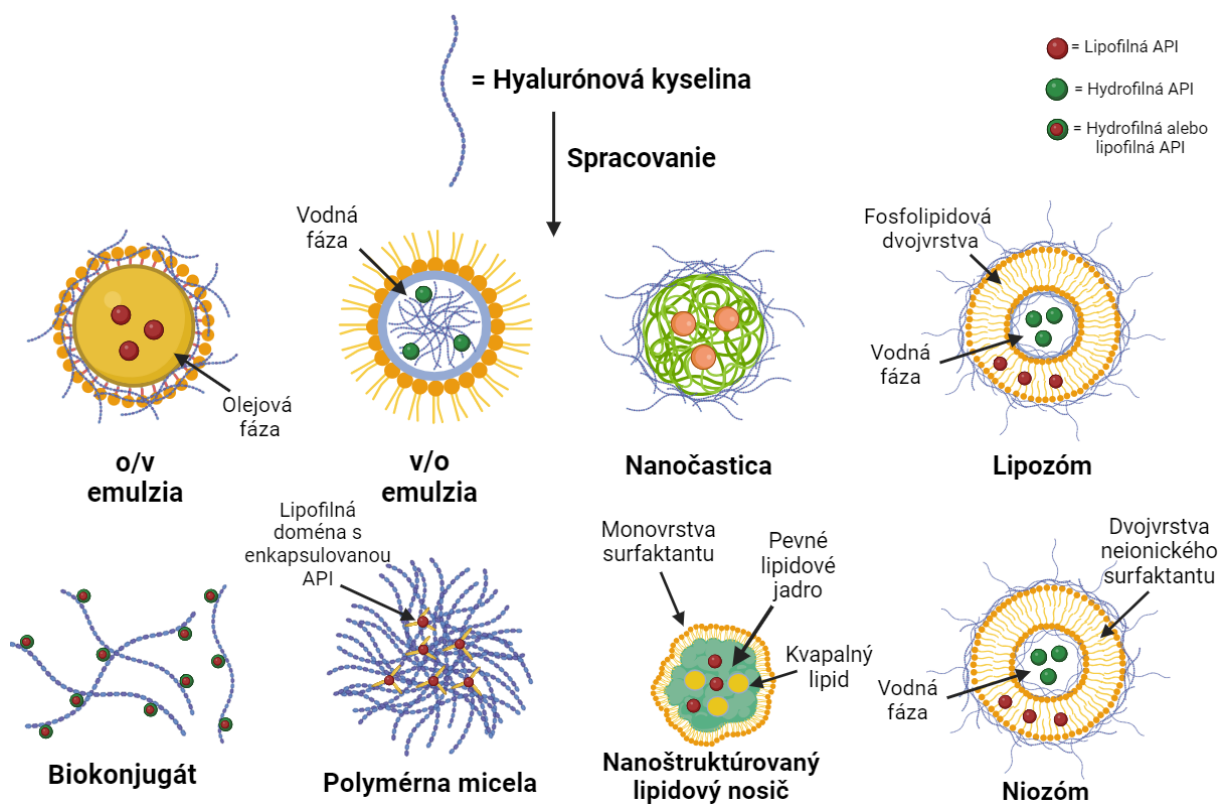 = Hyalurónová kyselina
= Lipofilná API
= Hydrofilná API
= Hydrofilná alebo
lipofilná API
Spracovanie
Vodná
fáza
Fosfolipidová
dvojvrstva
Vodná
fáza
Olejová
fáza
o/v
emulzia
v/o
emulzia
Nanočastica
Lipozóm
Lipofilná
doména s
enkapsulovanou
API
Monovrstva
surfaktantu
Pevné
lipidové
jadro
Kvapalný
lipid
Dvojvrstva
neionického
surfaktantu
Vodná
fáza
Biokonjugát
Polymérna micela
Nanoštruktúrovaný
lipidový nosič
Niozóm